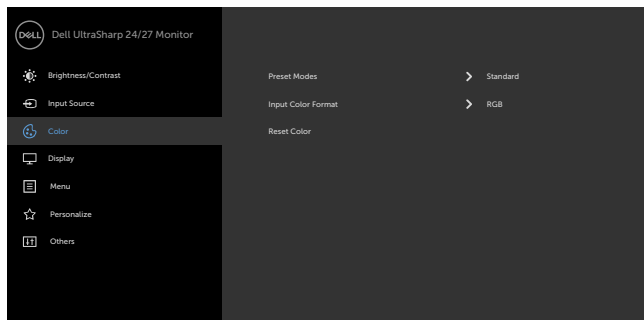 DELL Dell UltraSharp 24/27 Monitor
Brightness/Contrast
Input Source
Color
Display
Menu
Personalize
Others
Preset Modes Standard
Input Color Format RGB
Reset Color